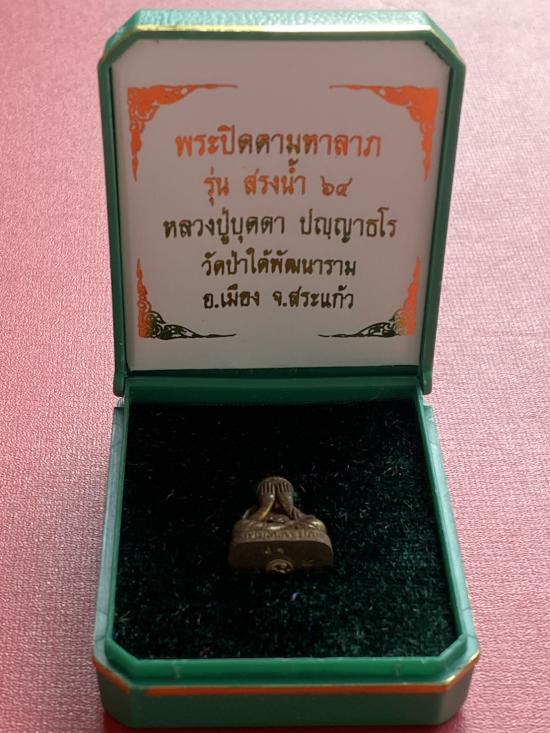 พระปิดตามหาลาภ
รุ่น สรงน้ำ ๖๔
หลวงปู่บุดดา ปญฺญาธโร
วัดป่าใต้พัฒนาราม
อ.เมือง จ.สระแก้ว